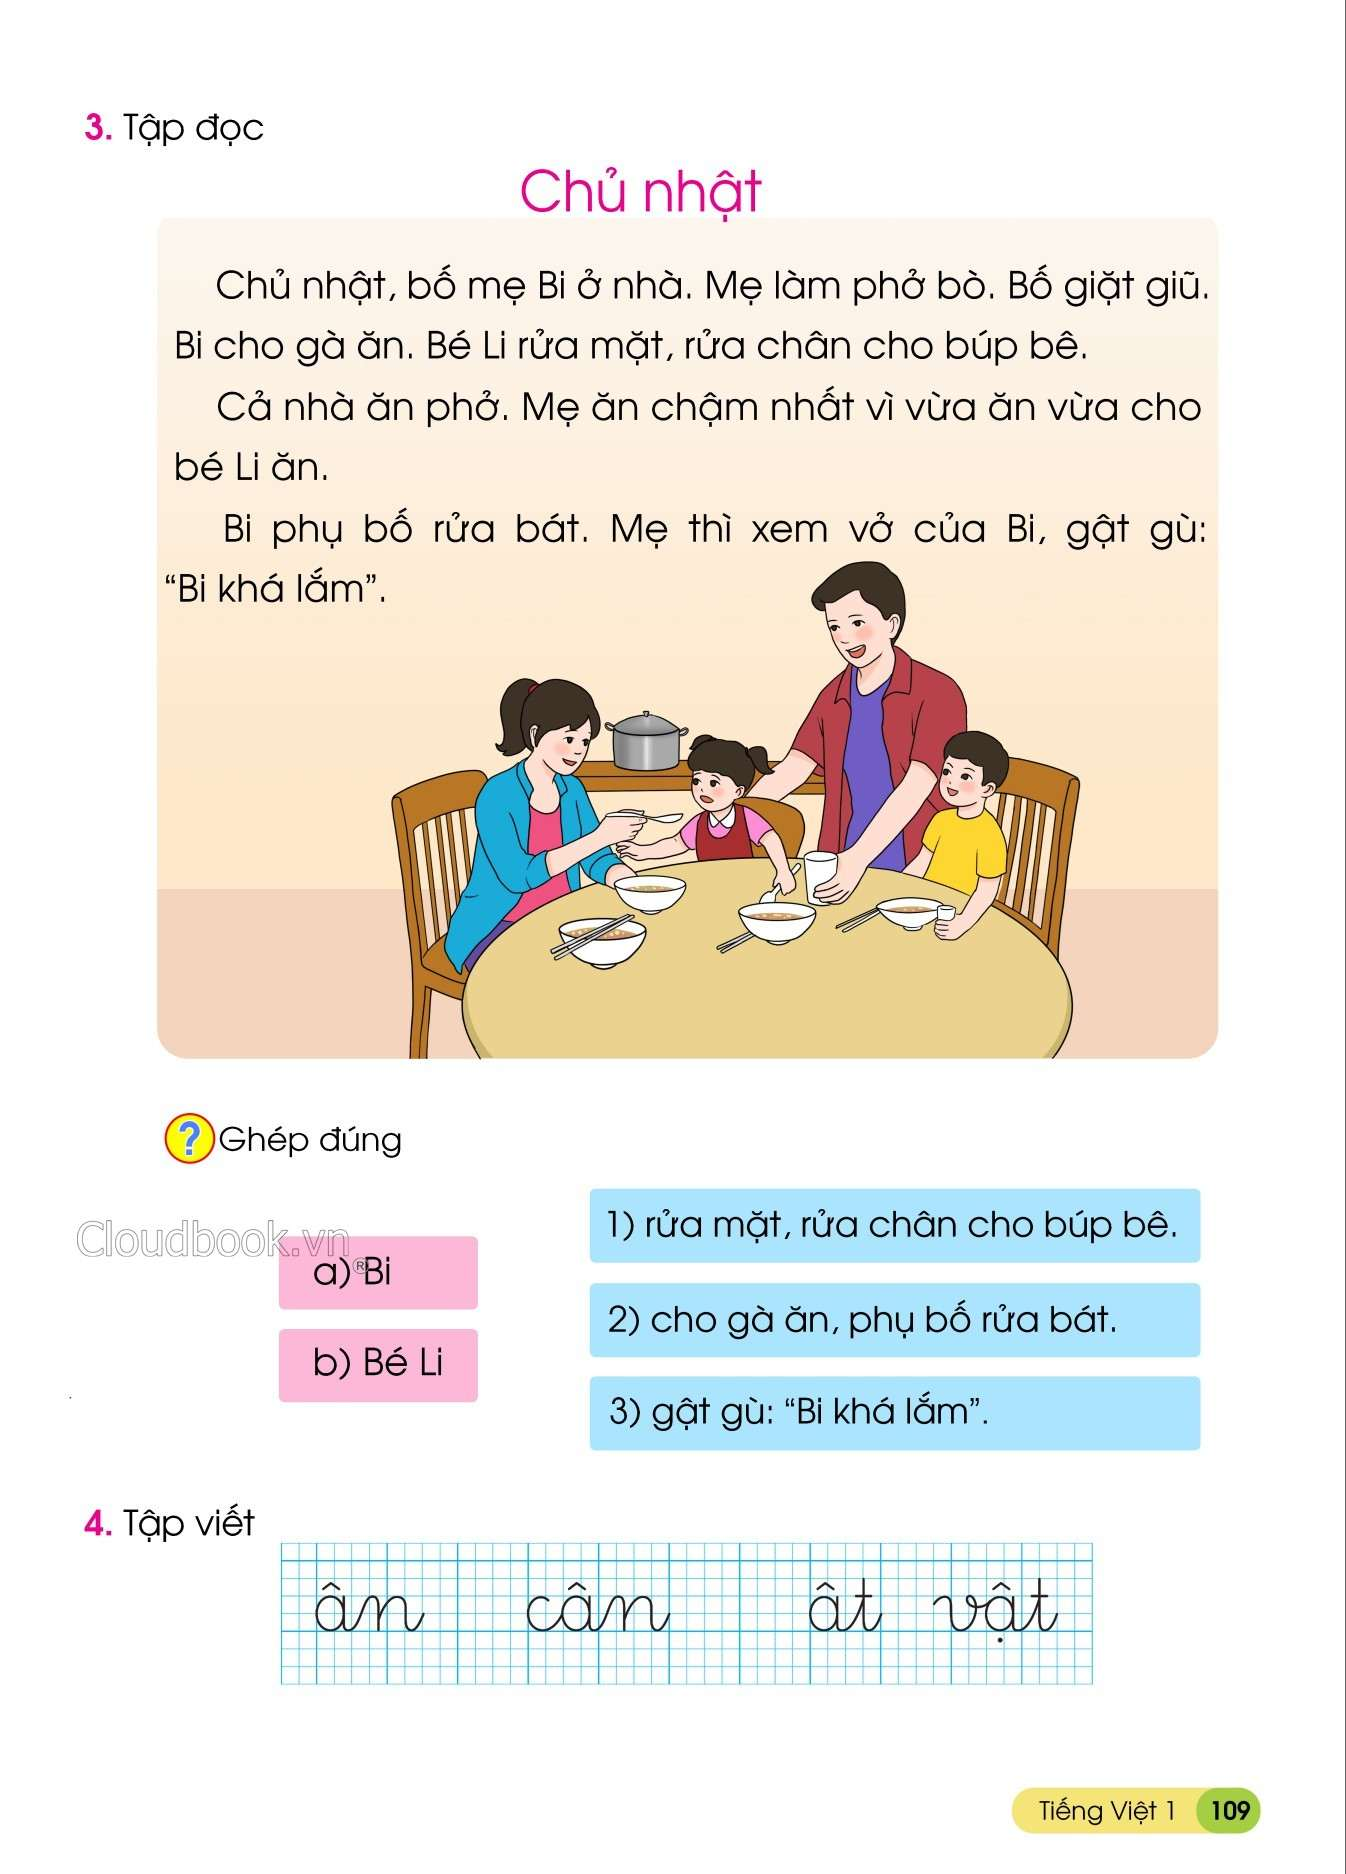 3. Tập đọc
Chủ nhật
Chủ nhật, bố mẹ Bi ở nhà. Mẹ làm phở bò. Bố giặt giũ.
Bi cho gà ăn. Bé Li rửa mặt, rửa chân cho búp bê.
Cả nhà ăn phở. Mẹ ăn chậm nhất vì vừa ăn vừa cho
bé Li ăn.
Bi phụ bố rửa bát. Mẹ thì xem vở của Bi, gật gù:
“Bi khá lắm”.
? Ghép đúng
Cloudbook.vn
®
a) Bi
b) Bé Li
1) rửa mặt, rửa chân cho búp bê.
2) cho gà ăn, phụ bố rửa bát.
3) gật gù: “Bi khá lắm”.
4. Tập viết
ân cân ât vật
Tiếng Việt 1 109